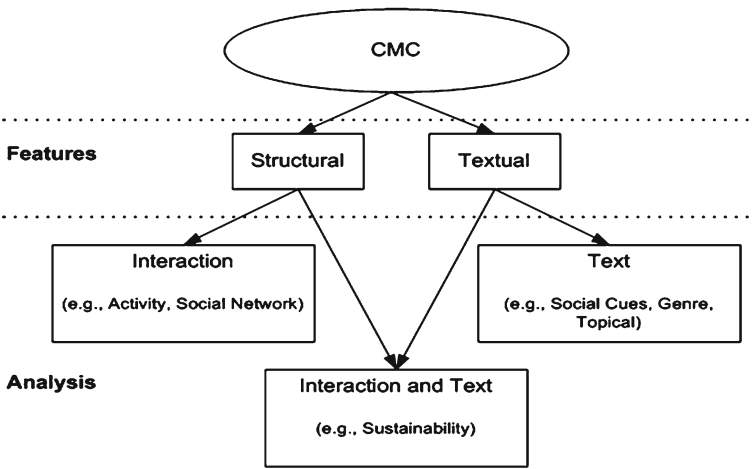 CMC
Features
Structural
Textual
Interaction
(e.g., Activity, Social Network)
Text
(e.g., Social Cues, Genre,
Topical)
Analysis
Interaction and Text
(e.g., Sustainability)